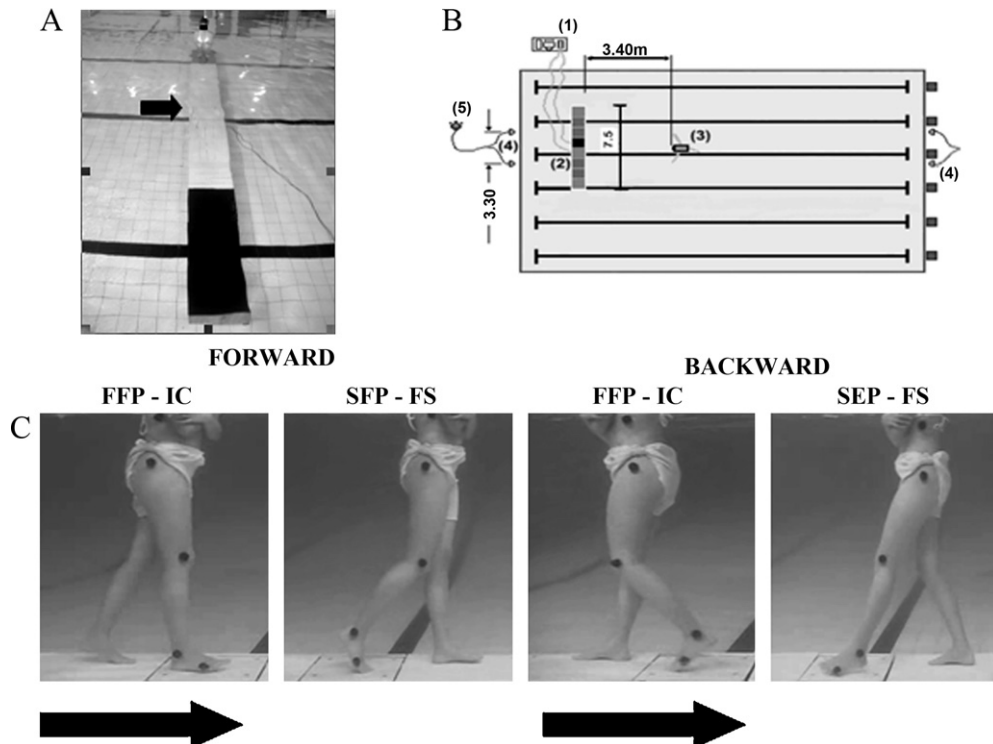 A
B
(1)
3.40m
(5)
(4)
3.30
(2)
7.5
(3)
(4)
FORWARD
BACKWARD
FFP - IC
SFP - FS
FFP - IC
SEP - FS
C